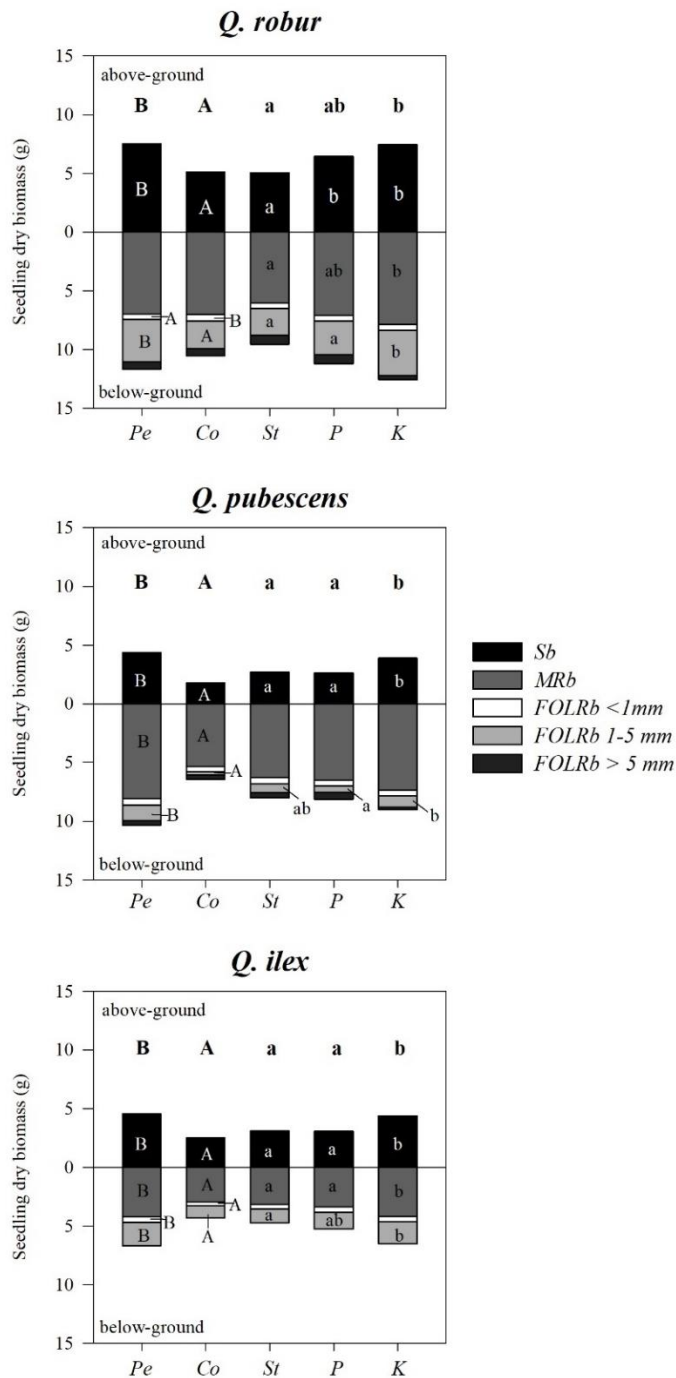 Q. robur
15
above-ground
10
B A a ab b
5
B A a b b
0
Seedling dry biomass (g)
a ab b
5
A B
B A a a b
10
below-ground
15
Pe Co St P K
Q. pubescens
15
above-ground
10
B A a a b
5
B A a a b
0
Seedling dry biomass (g)
B A
5
A
B ab a b
10
below-ground
15
Pe Co St P K
Sb
MRb
FOLRb <1mm
FOLRb 1-5 mm
FOLRb > 5 mm
Q. ilex
15
above-ground
10
B A a a b
5
B A a a b
0
Seedling dry biomass (g)
B A a a b
A
5
B
B A a ab b
10
below-ground
15
Pe Co St P K